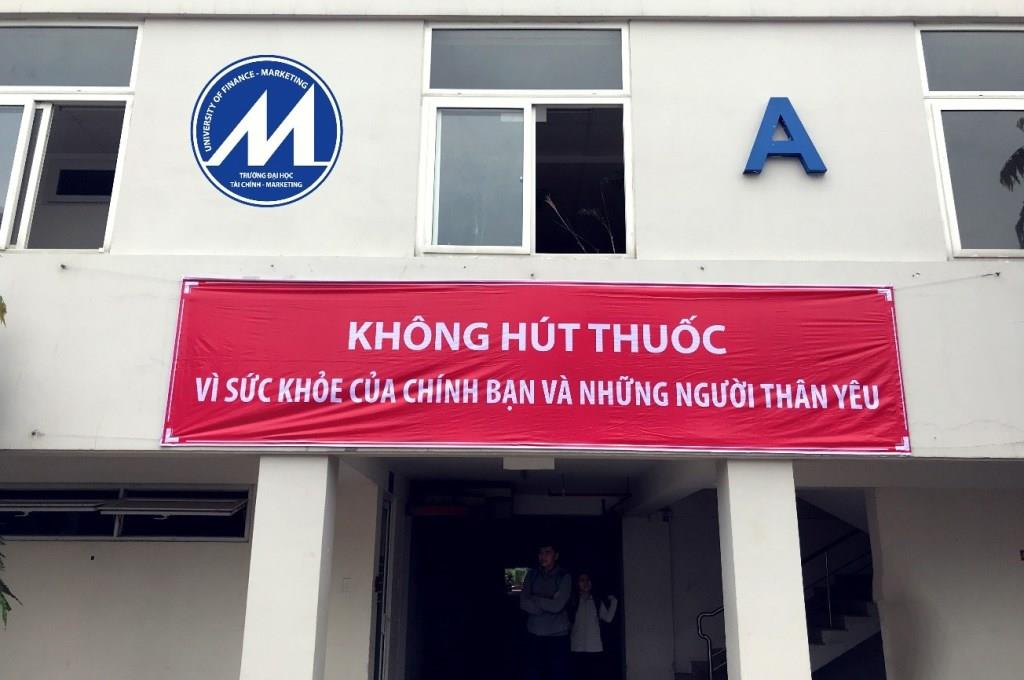 UNIVERSITY OF FINANCE - MARKETING
M
TRƯỜNG ĐẠI HỌC
TÀI CHÍNH - MARKETING
A
KHÔNG HÚT THUỐC
VÌ SỨC KHỎE CỦA CHÍNH BẠN VÀ NHỮNG NGƯỜI THÂN YÊU